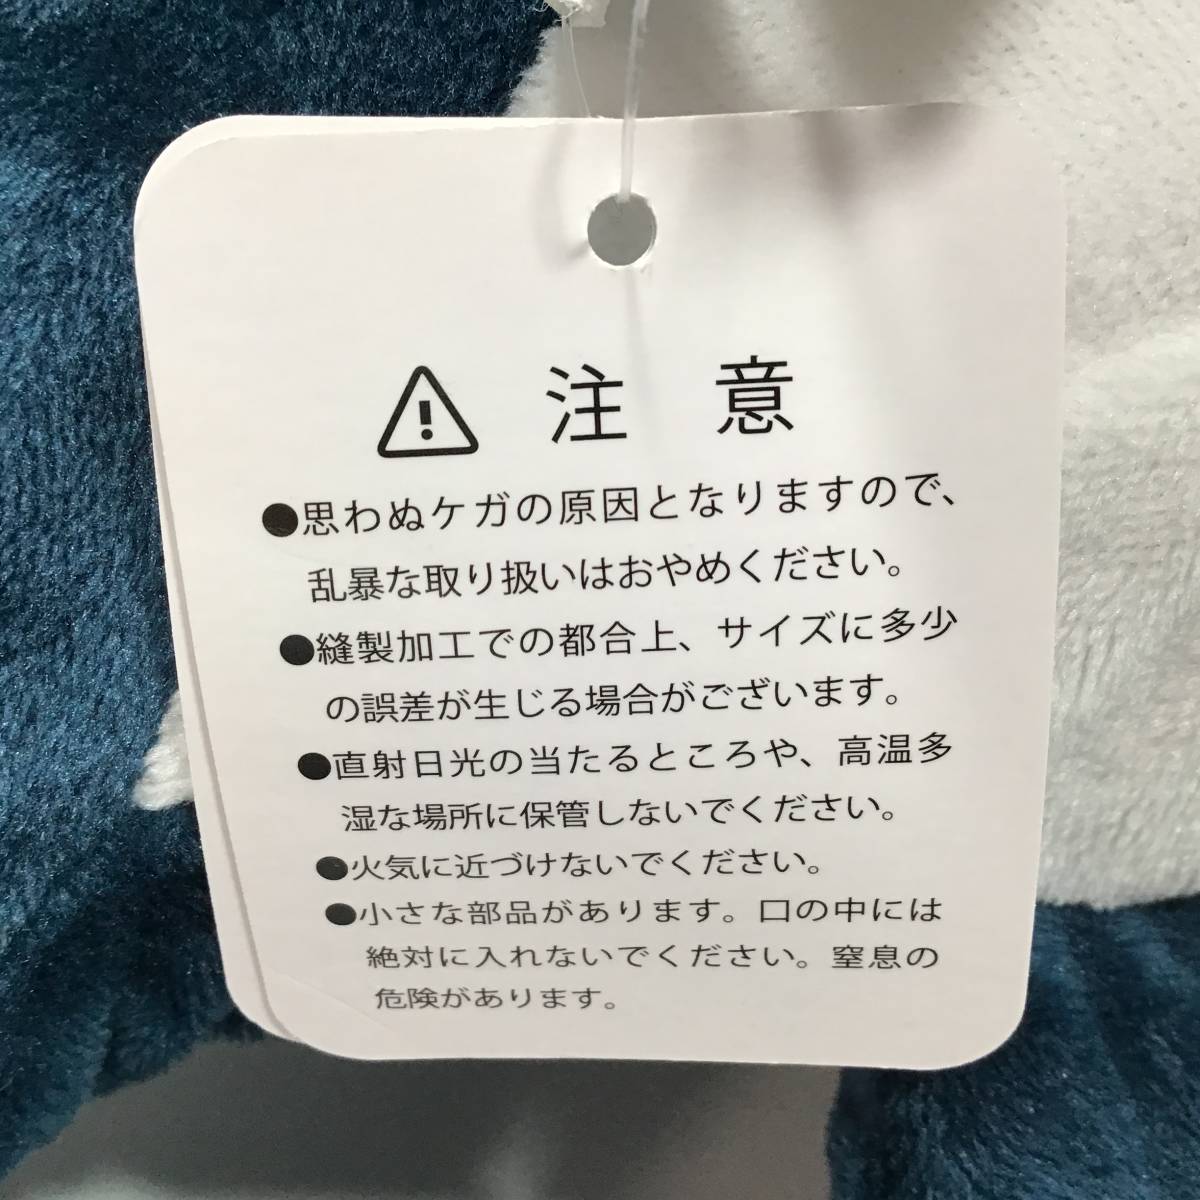 注意
●思わぬケガの原因となりますので、
乱暴な取り扱いはおやめください。
●縫製加工での都合上、サイズに多少
の誤差が生じる場合がございます。
●直射日光の当たるところや、高温多
湿な場所に保管しないでください。
●火気に近づけないでください。
●小さな部品があります。口の中には
絶対に入れないでください。窒息の
危険があります。